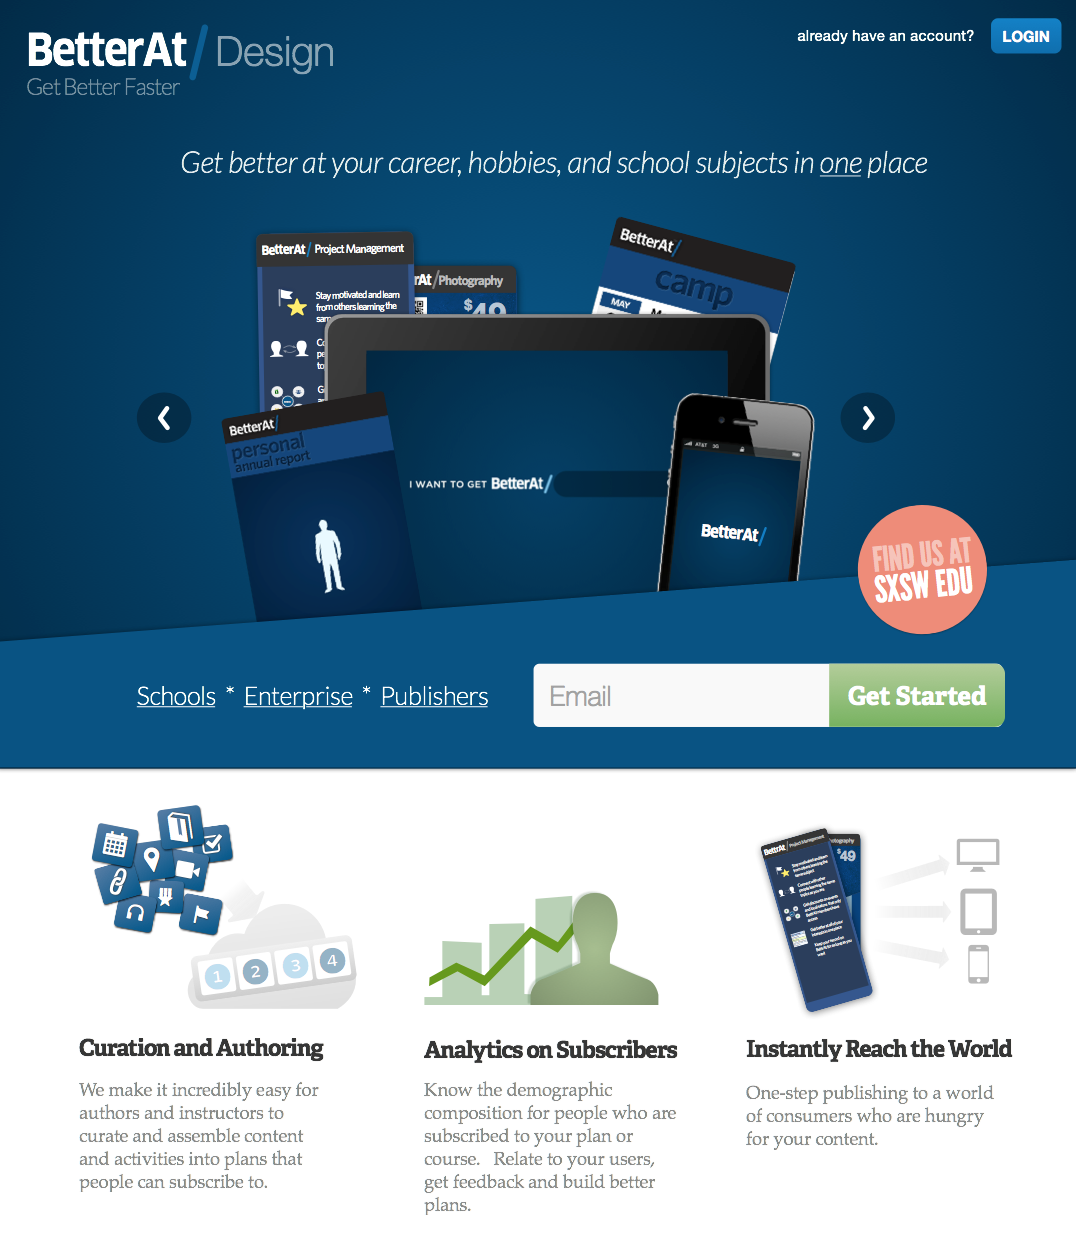 BetterAt/Design
Get Better Faster
already have an account?
LOGIN
Get better at your career, hobbies, and school subjects in one place
BetterAt/ Project Management
Stay motivated and learn
from others learning the
rAt/Photography
$49
BetterAt/
camp
MAY
BetterAt/
personal
annual report
I WANT TO GET BetterAt/
AT&T 3G
BetterAt/
FIND US AT
SXSW EDU
Schools * Enterprise * Publishers
Email
Get Started
1 2 3 4
BetterAt/ Project Management
$49
Curation and Authoring
We make it incredibly easy for
authors and instructors to
curate and assemble content
and activities into plans that
people can subscribe to.
Analytics on Subscribers
Know the demographic
composition for people who are
subscribed to your plan or
course. Relate to your users,
get feedback and build better
plans.
Instantly Reach the World
One-step publishing to a world
of consumers who are hungry
for your content.